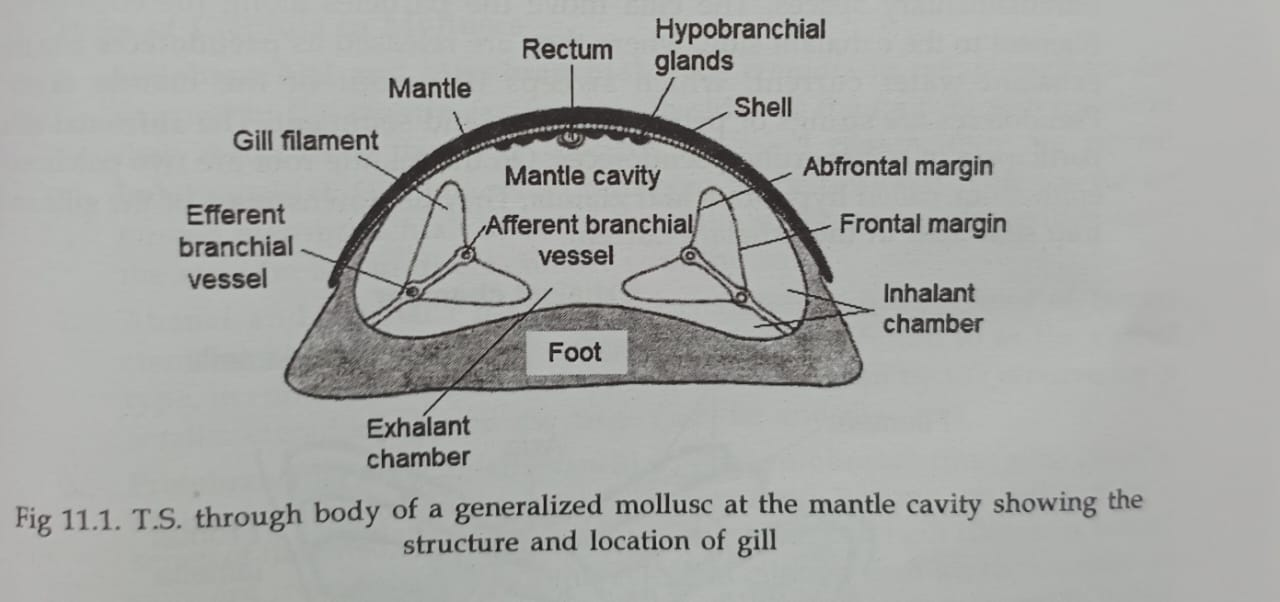 Hypobranchial
glands
Rectum
Mantle
Shell
Gill filament
Abfrontal margin
Mantle cavity
Efferent
branchial
vessel
Afferent branchial
vessel
Frontal margin
Inhalant
chamber
Foot
Exhalant
chamber
Fig 11.1. T.S. through body of a generalized mollusc at the mantle cavity showing the
structure and location of gill